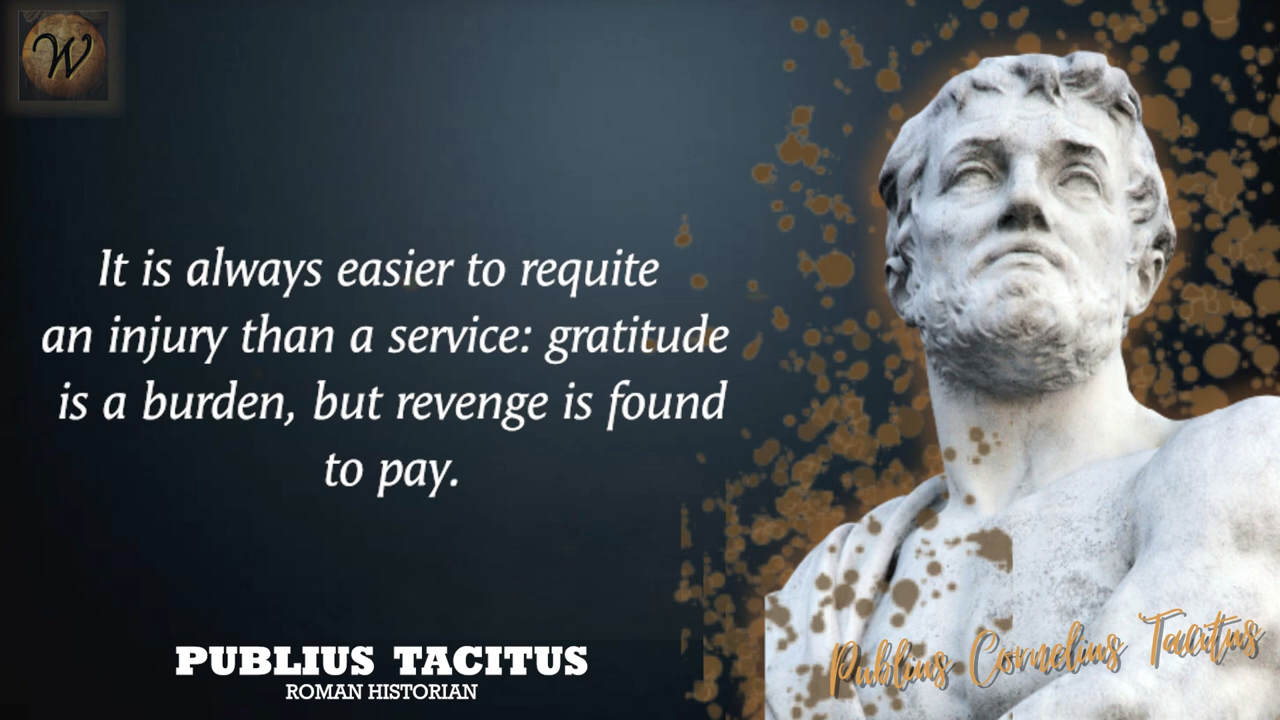 W
It is always easier to requite
an injury than a service: gratitude
is a burden, but revenge is found
to pay.
PUBLIUS TACITUS
ROMAN HISTORIAN
Publius Cornelius Tacitus